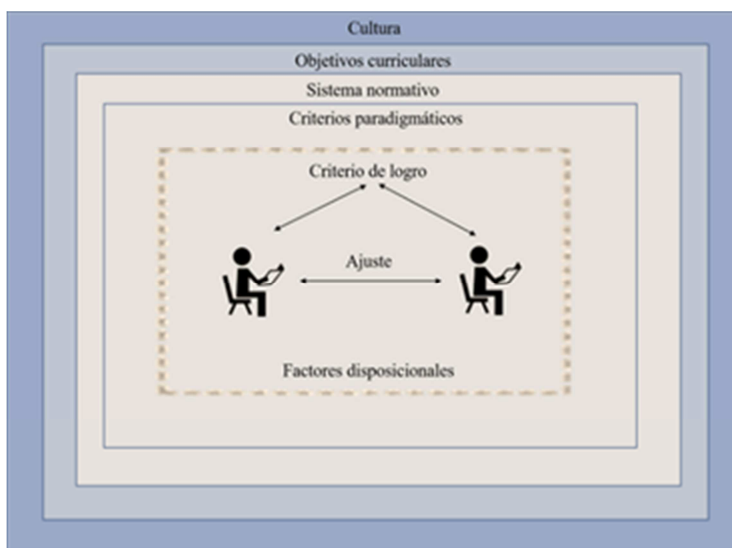 Cultura
Objetivos curriculares
Sistema normativo
Criterios paradigmáticos
Criterio de logro
Ajuste
Factores disposicionales